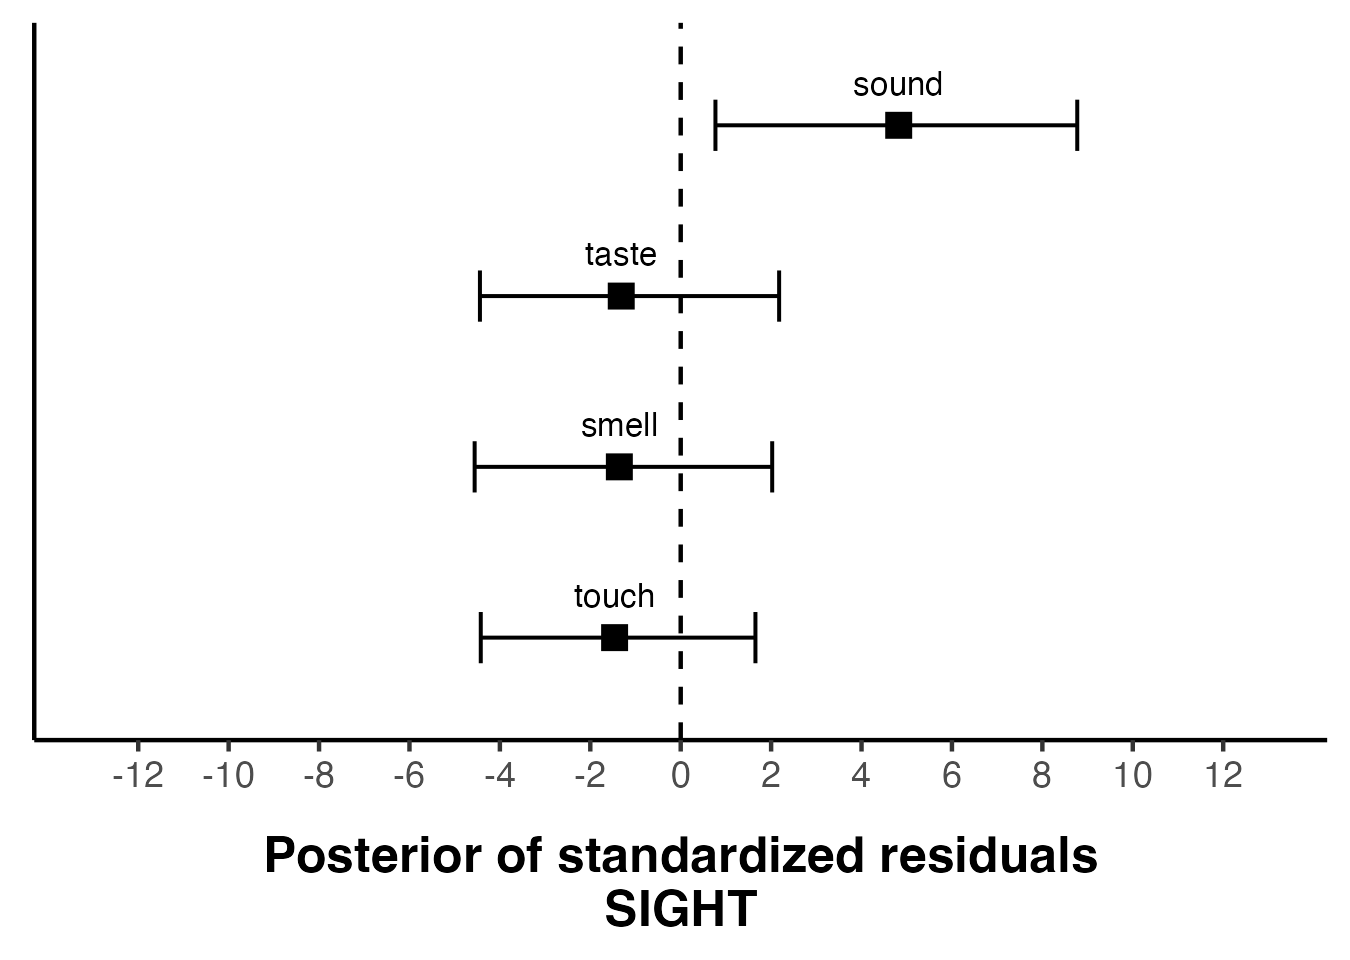 sound
taste
smell
touch
-12 -10 -8 -6 -4 -2 0 2 4 6 8 10 12
Posterior of standardized residuals
SIGHT